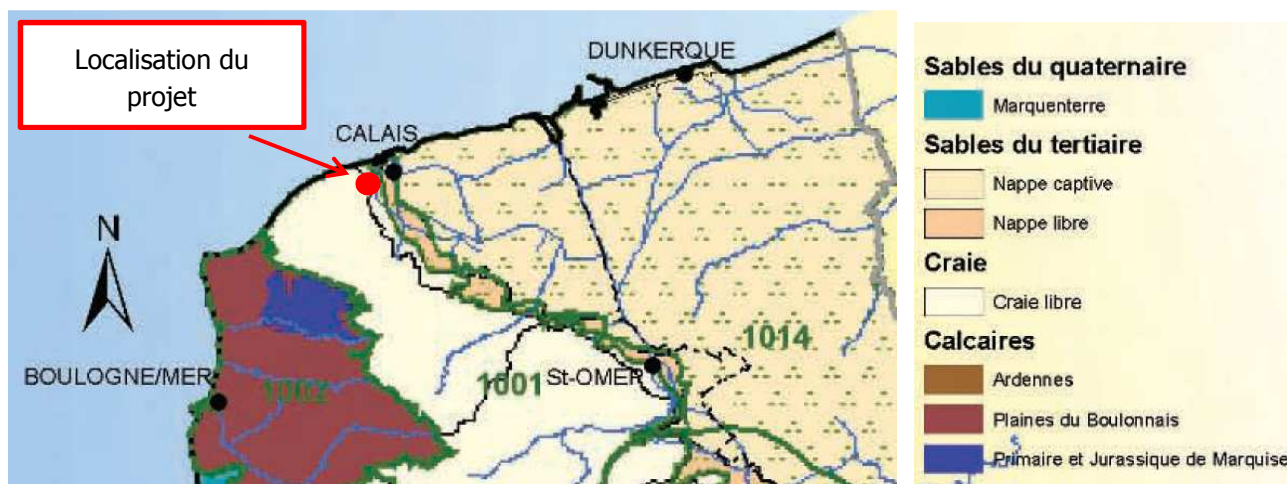 Localisation du
projet
DUNKERQUE
CALAIS
N
BOULOGNE/MER
1002
1001
St-OMER
1014
Sables du quaternaire
Marquenterre
Sables du tertiaire
Nappe captive
Nappe libre
Craie
Craie libre
Calcaires
Ardennes
Plaines du Boulonnais
Primaire et Jurassique de Marquise